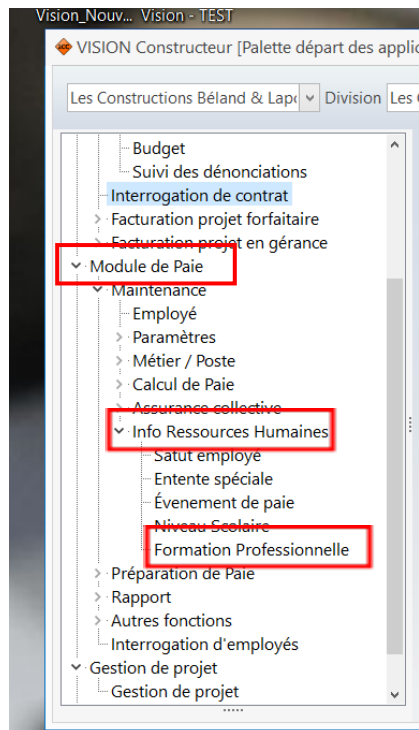 Vision_Nouv... Vision - TEST
VISION Constructeur [Palette départ des applic
Les Constructions Béland & Lapo Division Les
Budget
Suivi des dénonciations
Interrogation de contrat
Facturation projet forfaitaire
Facturation projet en gérance
Module de Paie
Maintenance
Employé
Paramètres
Métier / Poste
Calcul de Paie
Assurance collective
Info Ressources Humaines
Satut employé
Entente spéciale
Évenement de paie
Niveau Scolaire
Formation Professionnelle
Préparation de Paie
Rapport
Autres fonctions
Interrogation d'employés
Gestion de projet
Gestion de projet